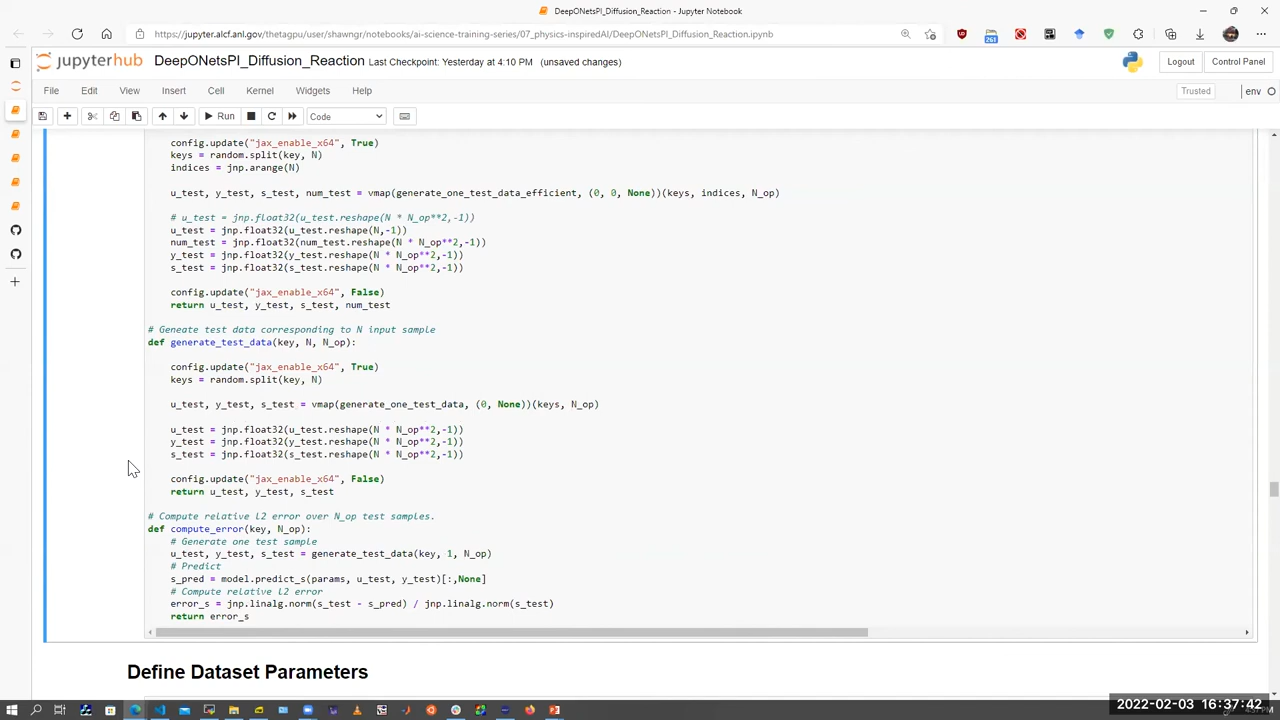 DeepONetsPI_Diffusion_Reaction - Jupyter Notebook
https://jupyter.alcf.anl.gov/thetagpu/user/shawngr/notebooks/ai-science-training-series/07_physics-inspiredAI/DeepONetsPI_Diffusion_Reaction.ipynb
261
jupyterhub DeepONetsPI_Diffusion_Reaction Last Checkpoint: Yesterday at 4:10 PM (unsaved changes)
Logout Control Panel
File Edit View Insert Cell Kernel Widgets Help
Trusted env
Run Code
config.update("jax_enable_x64", True)
keys = random.split(key, N)
indices = jnp.arange(N)
u_test, y_test, s_test, num_test = vmap(generate_one_test_data_efficient, (0, 0, None))(keys, indices, N_op)
# u_test = jnp.float32(u_test.reshape(N * N_op**2,-1))
u_test = jnp.float32(u_test.reshape(N,-1))
num_test = jnp.float32(num_test.reshape(N * N_op**2,-1))
y_test = jnp.float32(y_test.reshape(N * N_op**2,-1))
s_test = jnp.float32(s_test.reshape(N * N_op**2,-1))
config.update("jax_enable_x64", False)
return u_test, y_test, s_test, num_test
# Geneate test data corresponding to N input sample
def generate_test_data(key, N, N_op):
config.update("jax_enable_x64", True)
keys = random.split(key, N)
u_test, y_test, s_test = vmap(generate_one_test_data, (0, None))(keys, N_op)
u_test = jnp.float32(u_test.reshape(N * N_op**2,-1))
y_test = jnp.float32(y_test.reshape(N * N_op**2,-1))
s_test = jnp.float32(s_test.reshape(N * N_op**2,-1))
config.update("jax_enable_x64", False)
return u_test, y_test, s_test
# Compute relative l2 error over N_op test samples.
def compute_error(key, N_op):
# Generate one test sample
u_test, y_test, s_test = generate_test_data(key, 1, N_op)
# Predict
s_pred = model.predict_s(params, u_test, y_test)[:,None]
# Compute relative l2 error
error_s = jnp.linalg.norm(s_test - s_pred) / jnp.linalg.norm(s_test)
return error_s
Define Dataset Parameters
2022-02-03 16:37:42